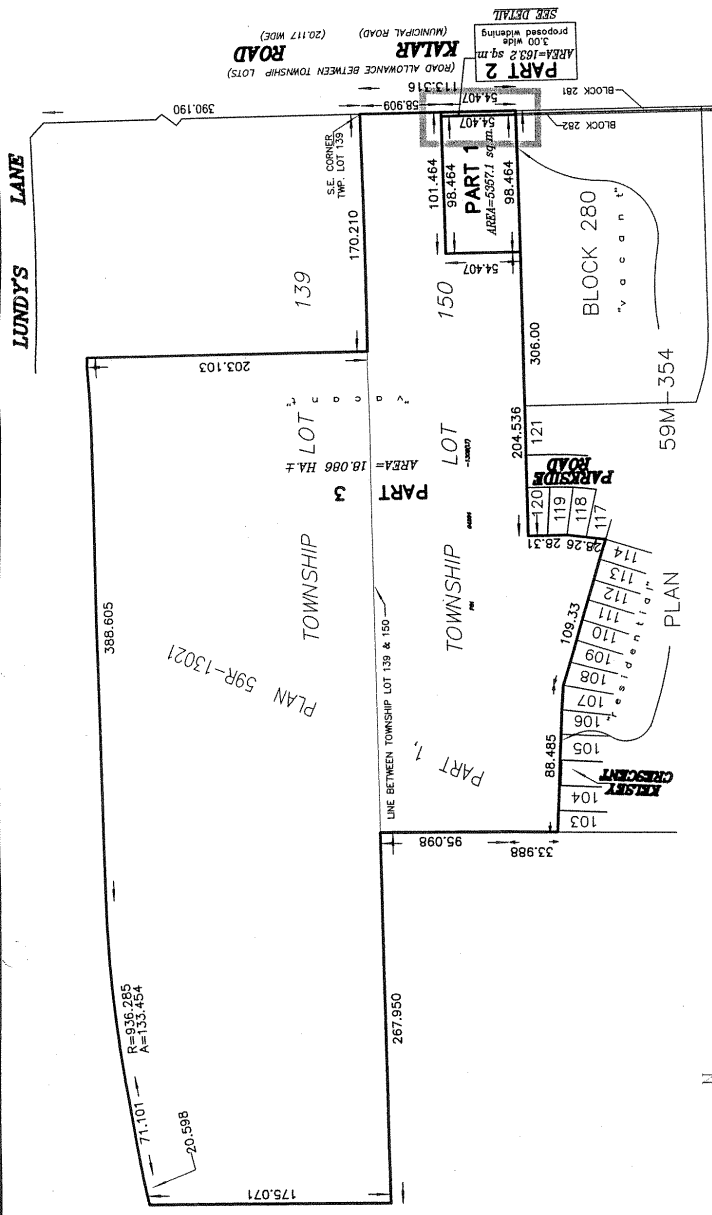 LUNDY'S LANE
390.190
KALAR ROAD
(MUNICIPAL ROAD) (20.117 WIDE)
(ROAD ALLOWANCE BETWEEN TOWNSHIP LOTS)
SEE DETAIL
PART 2
AREA=163.2 sq.m.
3.00 wide
proposed widening
113.316
58.909
54.407
54.407
BLOCK 281
BLOCK 282
S.E. CORNER
TWP. LOT 139
170.210
101.464
98.464
PART 1
AREA=5357.1 sq.m.
98.464
54.407
139
150
203.103
306.00
BLOCK 280
"vacant"
59M-354
204.536
121
PARKSIDE
ROAD
120
119
118
117
28.31
28.26
"vacant"
LOT
LOT
AREA= 18.086 HA.±
PART 3
TOWNSHIP
TOWNSHIP
388.605
PLAN 59R-13021
PART 1,
LINE BETWEEN TOWNSHIP LOT 139 & 150
109.33
114
113
112
111
110
109
108
107
106
105
104
103
"residential"
PLAN
88.485
KELSEY
CRESCENT
95.098
33.988
R=936.285
A=133.454
71.101
20.598
267.950
175.071
N